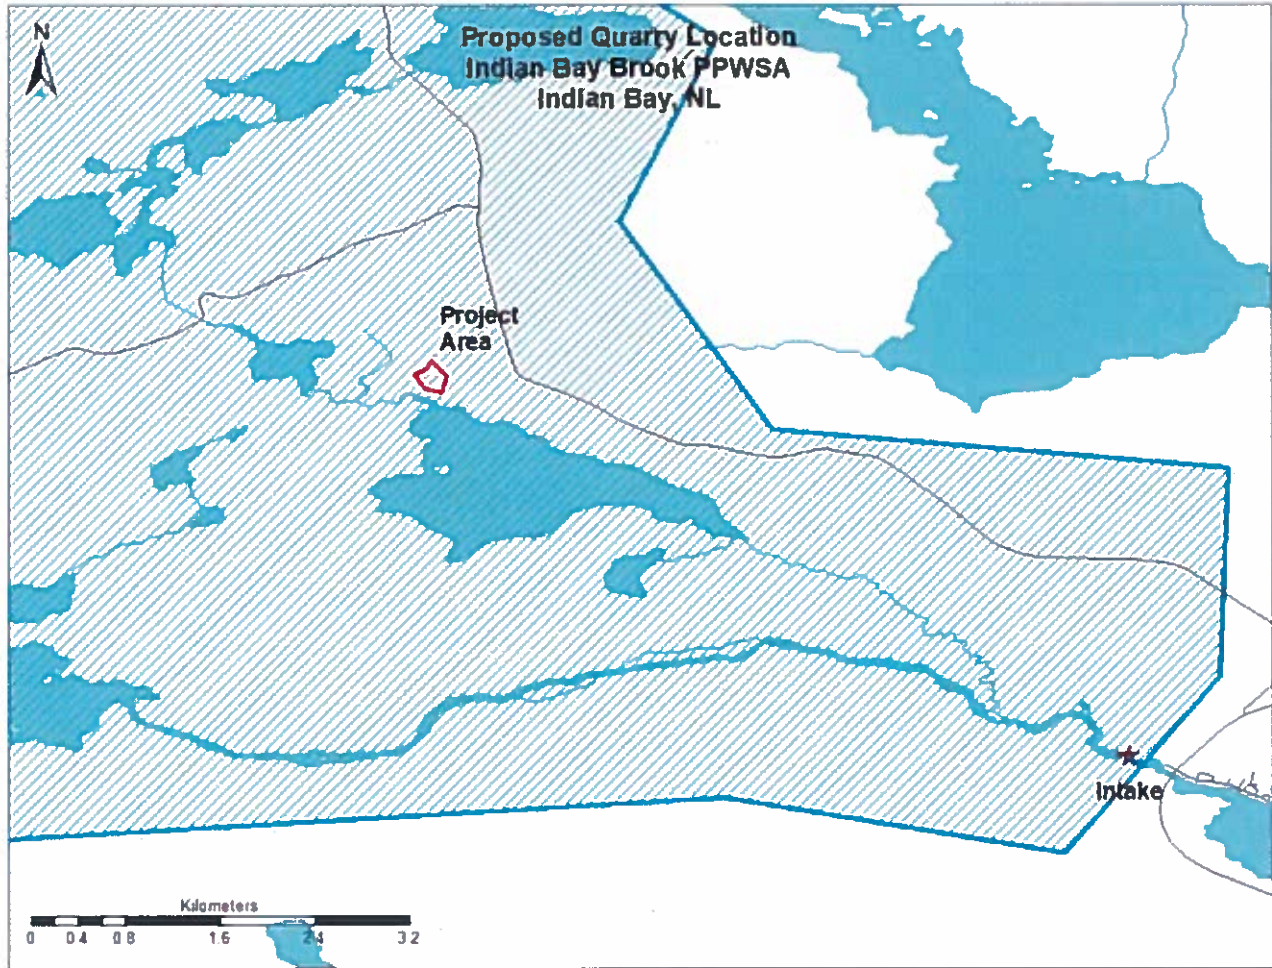 N
Proposed Quarry Location
Indian Bay Brook PPWSA
Indian Bay, NL
Project
Area
Intake
Kilometers
0 0.4 0.8 1.6 2.4 3.2